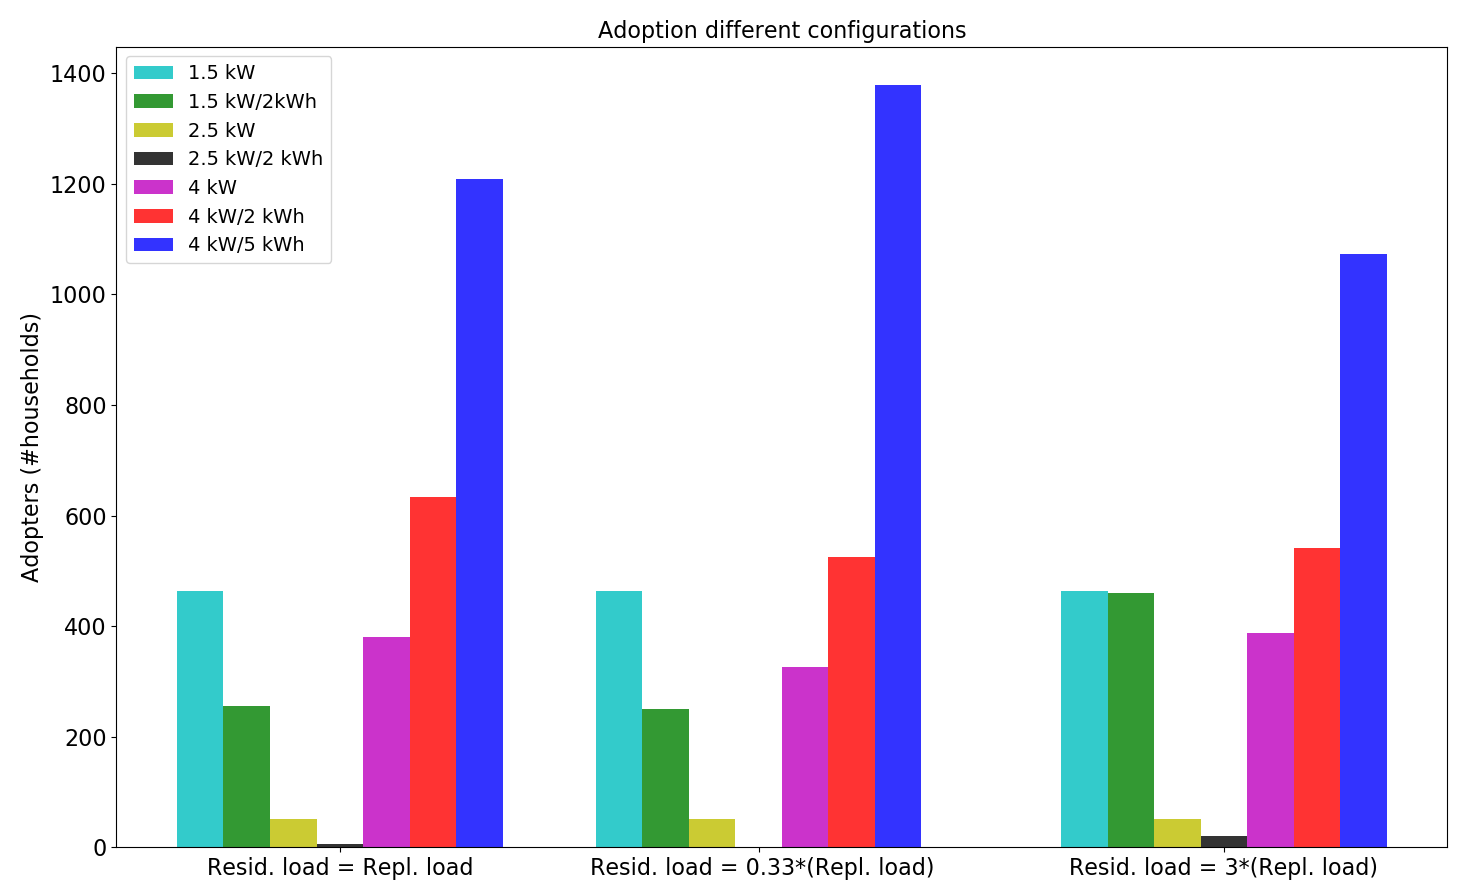 Adoption different configurations
1.5 kW
1.5 kW/2kWh
2.5 kW
2.5 kW/2 kWh
4 kW
4 kW/2 kWh
4 kW/5 kWh
Adopters (#households)
1400
1200
1000
800
600
400
200
0
Resid. load = Repl. load
Resid. load = 0.33*(Repl. load)
Resid. load = 3*(Repl. load)